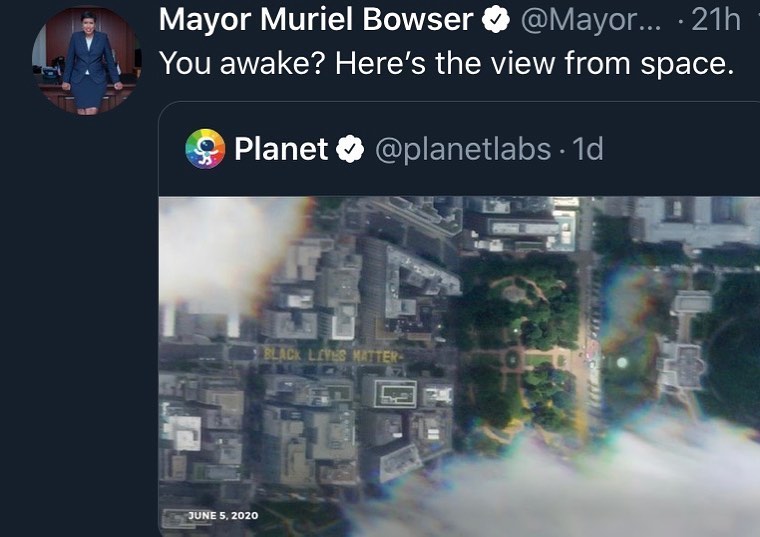 Mayor Muriel Bowser @Mayor... · 21h
You awake? Here's the view from space.
Planet @planetlabs · 1d
BLACK LIVES MATTER
JUNE 5, 2020